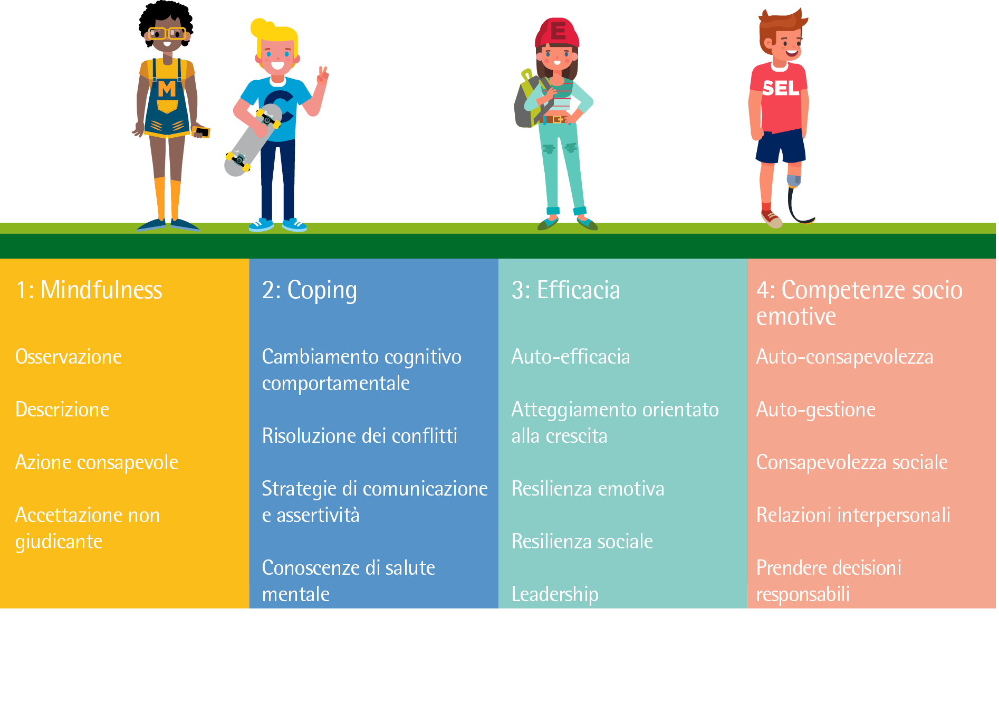 M
C
E
SEL
1: Mindfulness
Osservazione
Descrizione
Azione consapevole
Accettazione non
giudicante
2: Coping
Cambiamento cognitivo
comportamentale
Risoluzione dei conflitti
Strategie di comunicazione
e assertività
Conoscenze di salute
mentale
3: Efficacia
Auto-efficacia
Atteggiamento orientato
alla crescita
Resilienza emotiva
Resilienza sociale
Leadership
4: Competenze socio
emotive
Auto-consapevolezza
Auto-gestione
Consapevolezza sociale
Relazioni interpersonali
Prendere decisioni
responsabili